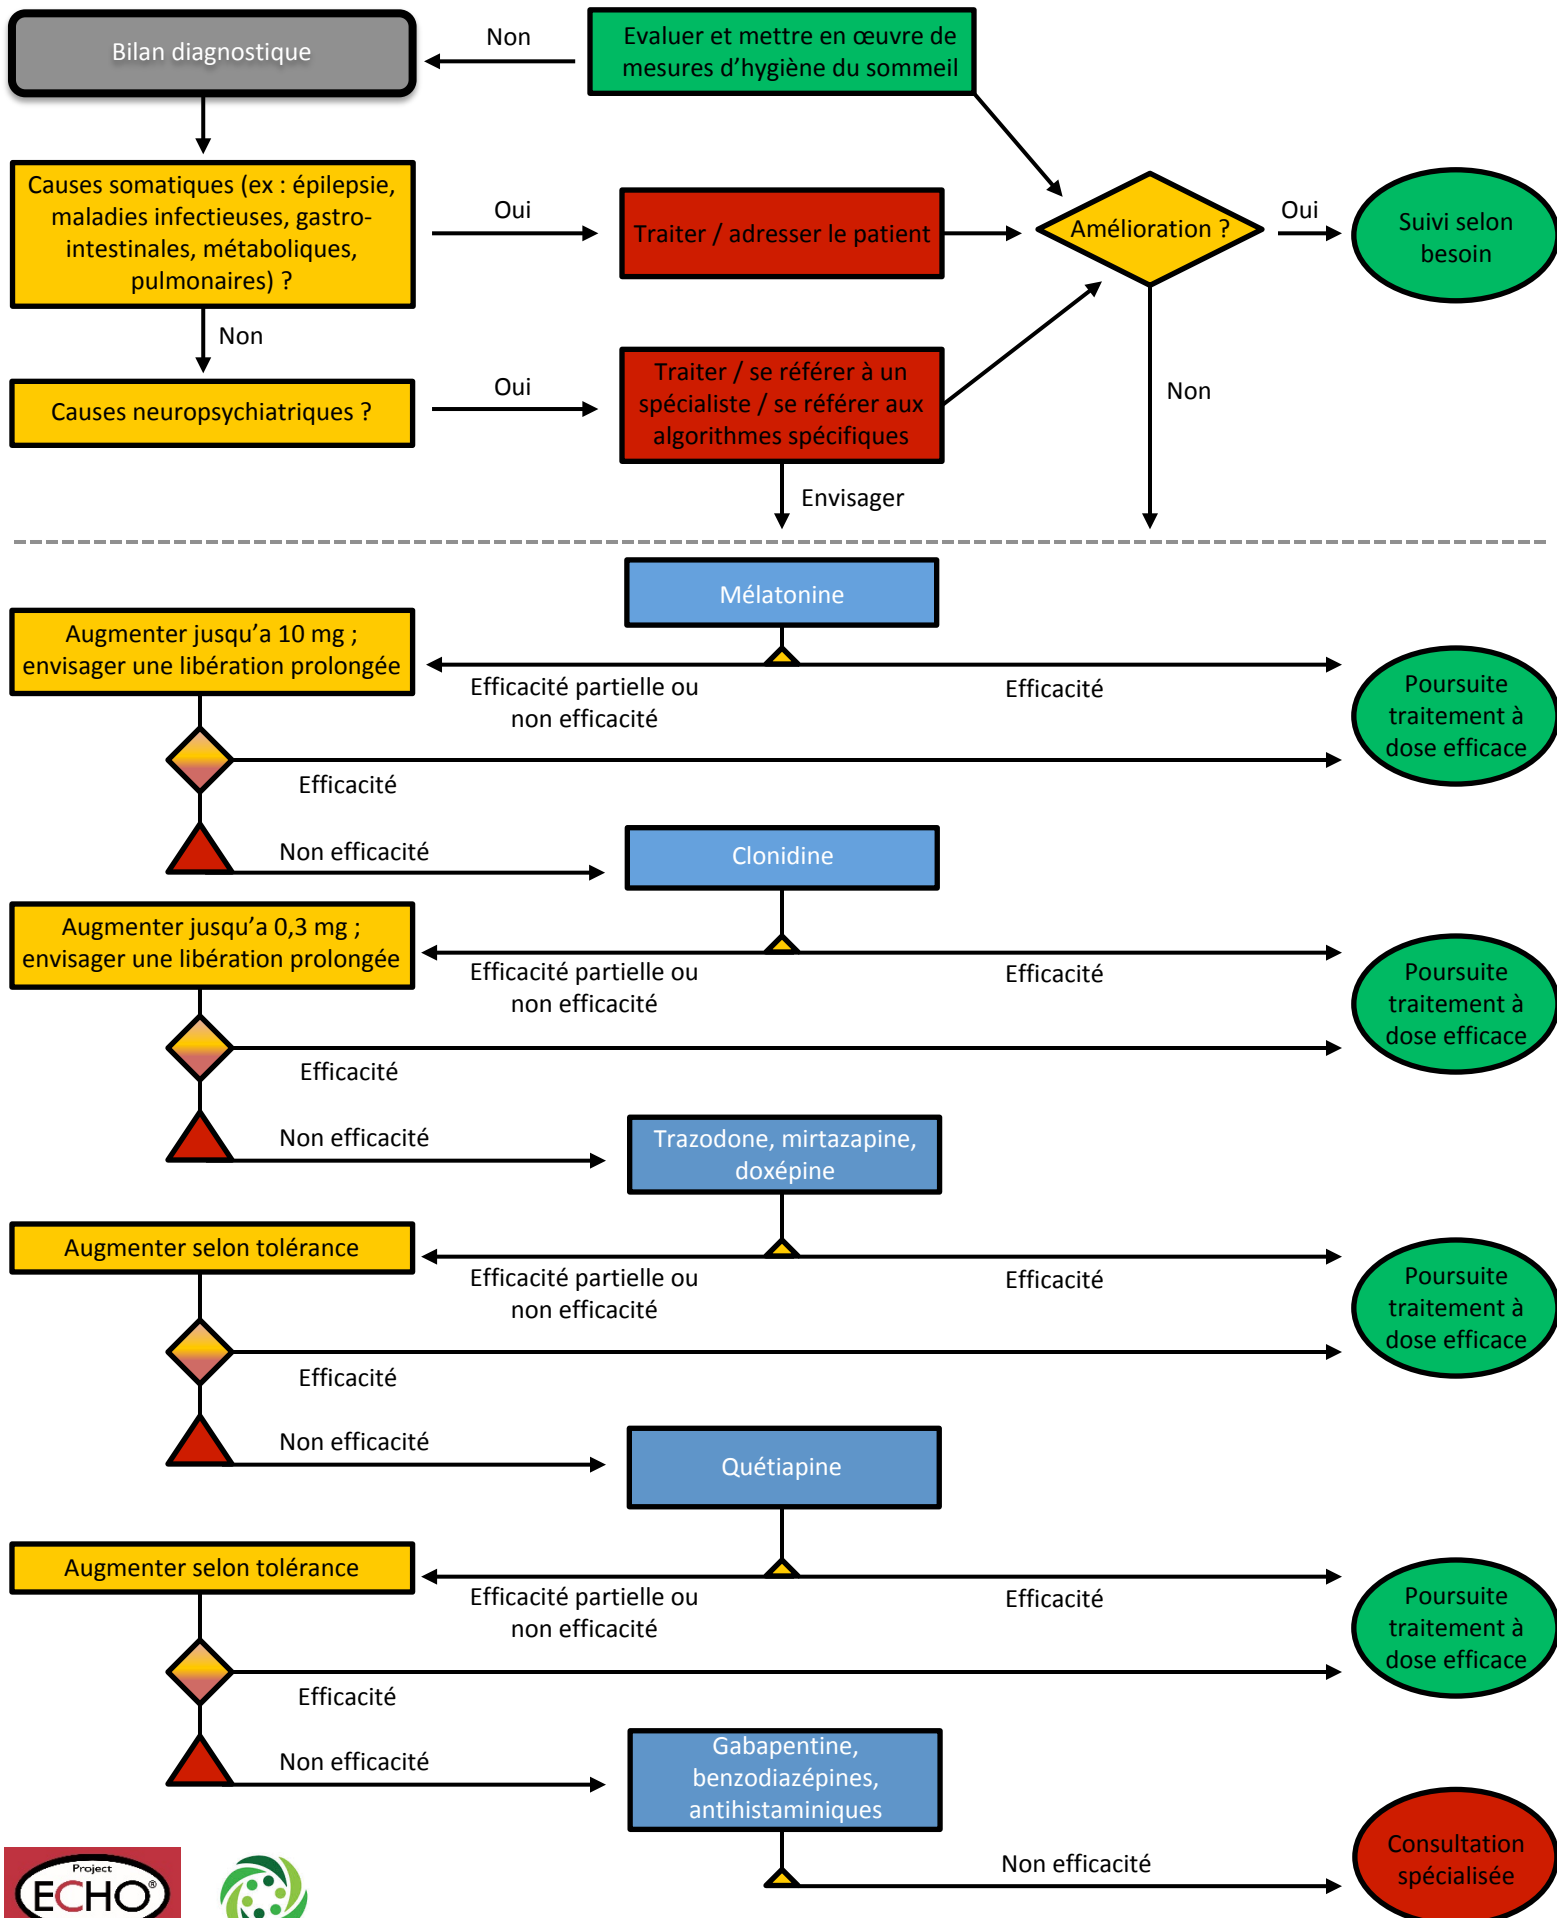 Bilan diagnostique
Non
Evaluer et mettre en œuvre de
mesures d’hygiène du sommeil
Causes somatiques (ex : épilepsie,
maladies infectieuses, gastro-
intestinales, métaboliques,
pulmonaires) ?
Oui
Traiter / adresser le patient
Amélioration ?
Oui
Suivi selon
besoin
Non
Causes neuropsychiatriques ?
Oui
Traiter / se référer à un
spécialiste / se référer aux
algorithmes spécifiques
Non
Envisager
Mélatonine
Augmenter jusqu’a 10 mg ;
envisager une libération prolongée
Efficacité partielle ou
non efficacité
Efficacité
Poursuite
traitement à
dose efficace
Efficacité
Non efficacité
Clonidine
Augmenter jusqu’a 0,3 mg ;
envisager une libération prolongée
Efficacité partielle ou
non efficacité
Efficacité
Poursuite
traitement à
dose efficace
Efficacité
Non efficacité
Trazodone, mirtazapine,
doxépine
Augmenter selon tolérance
Efficacité partielle ou
non efficacité
Efficacité
Poursuite
traitement à
dose efficace
Efficacité
Non efficacité
Quétiapine
Augmenter selon tolérance
Efficacité partielle ou
non efficacité
Efficacité
Poursuite
traitement à
dose efficace
Efficacité
Non efficacité
Gabapentine,
benzodiazépines,
antihistaminiques
Non efficacité
Consultation
spécialisée
Project
ECHO®